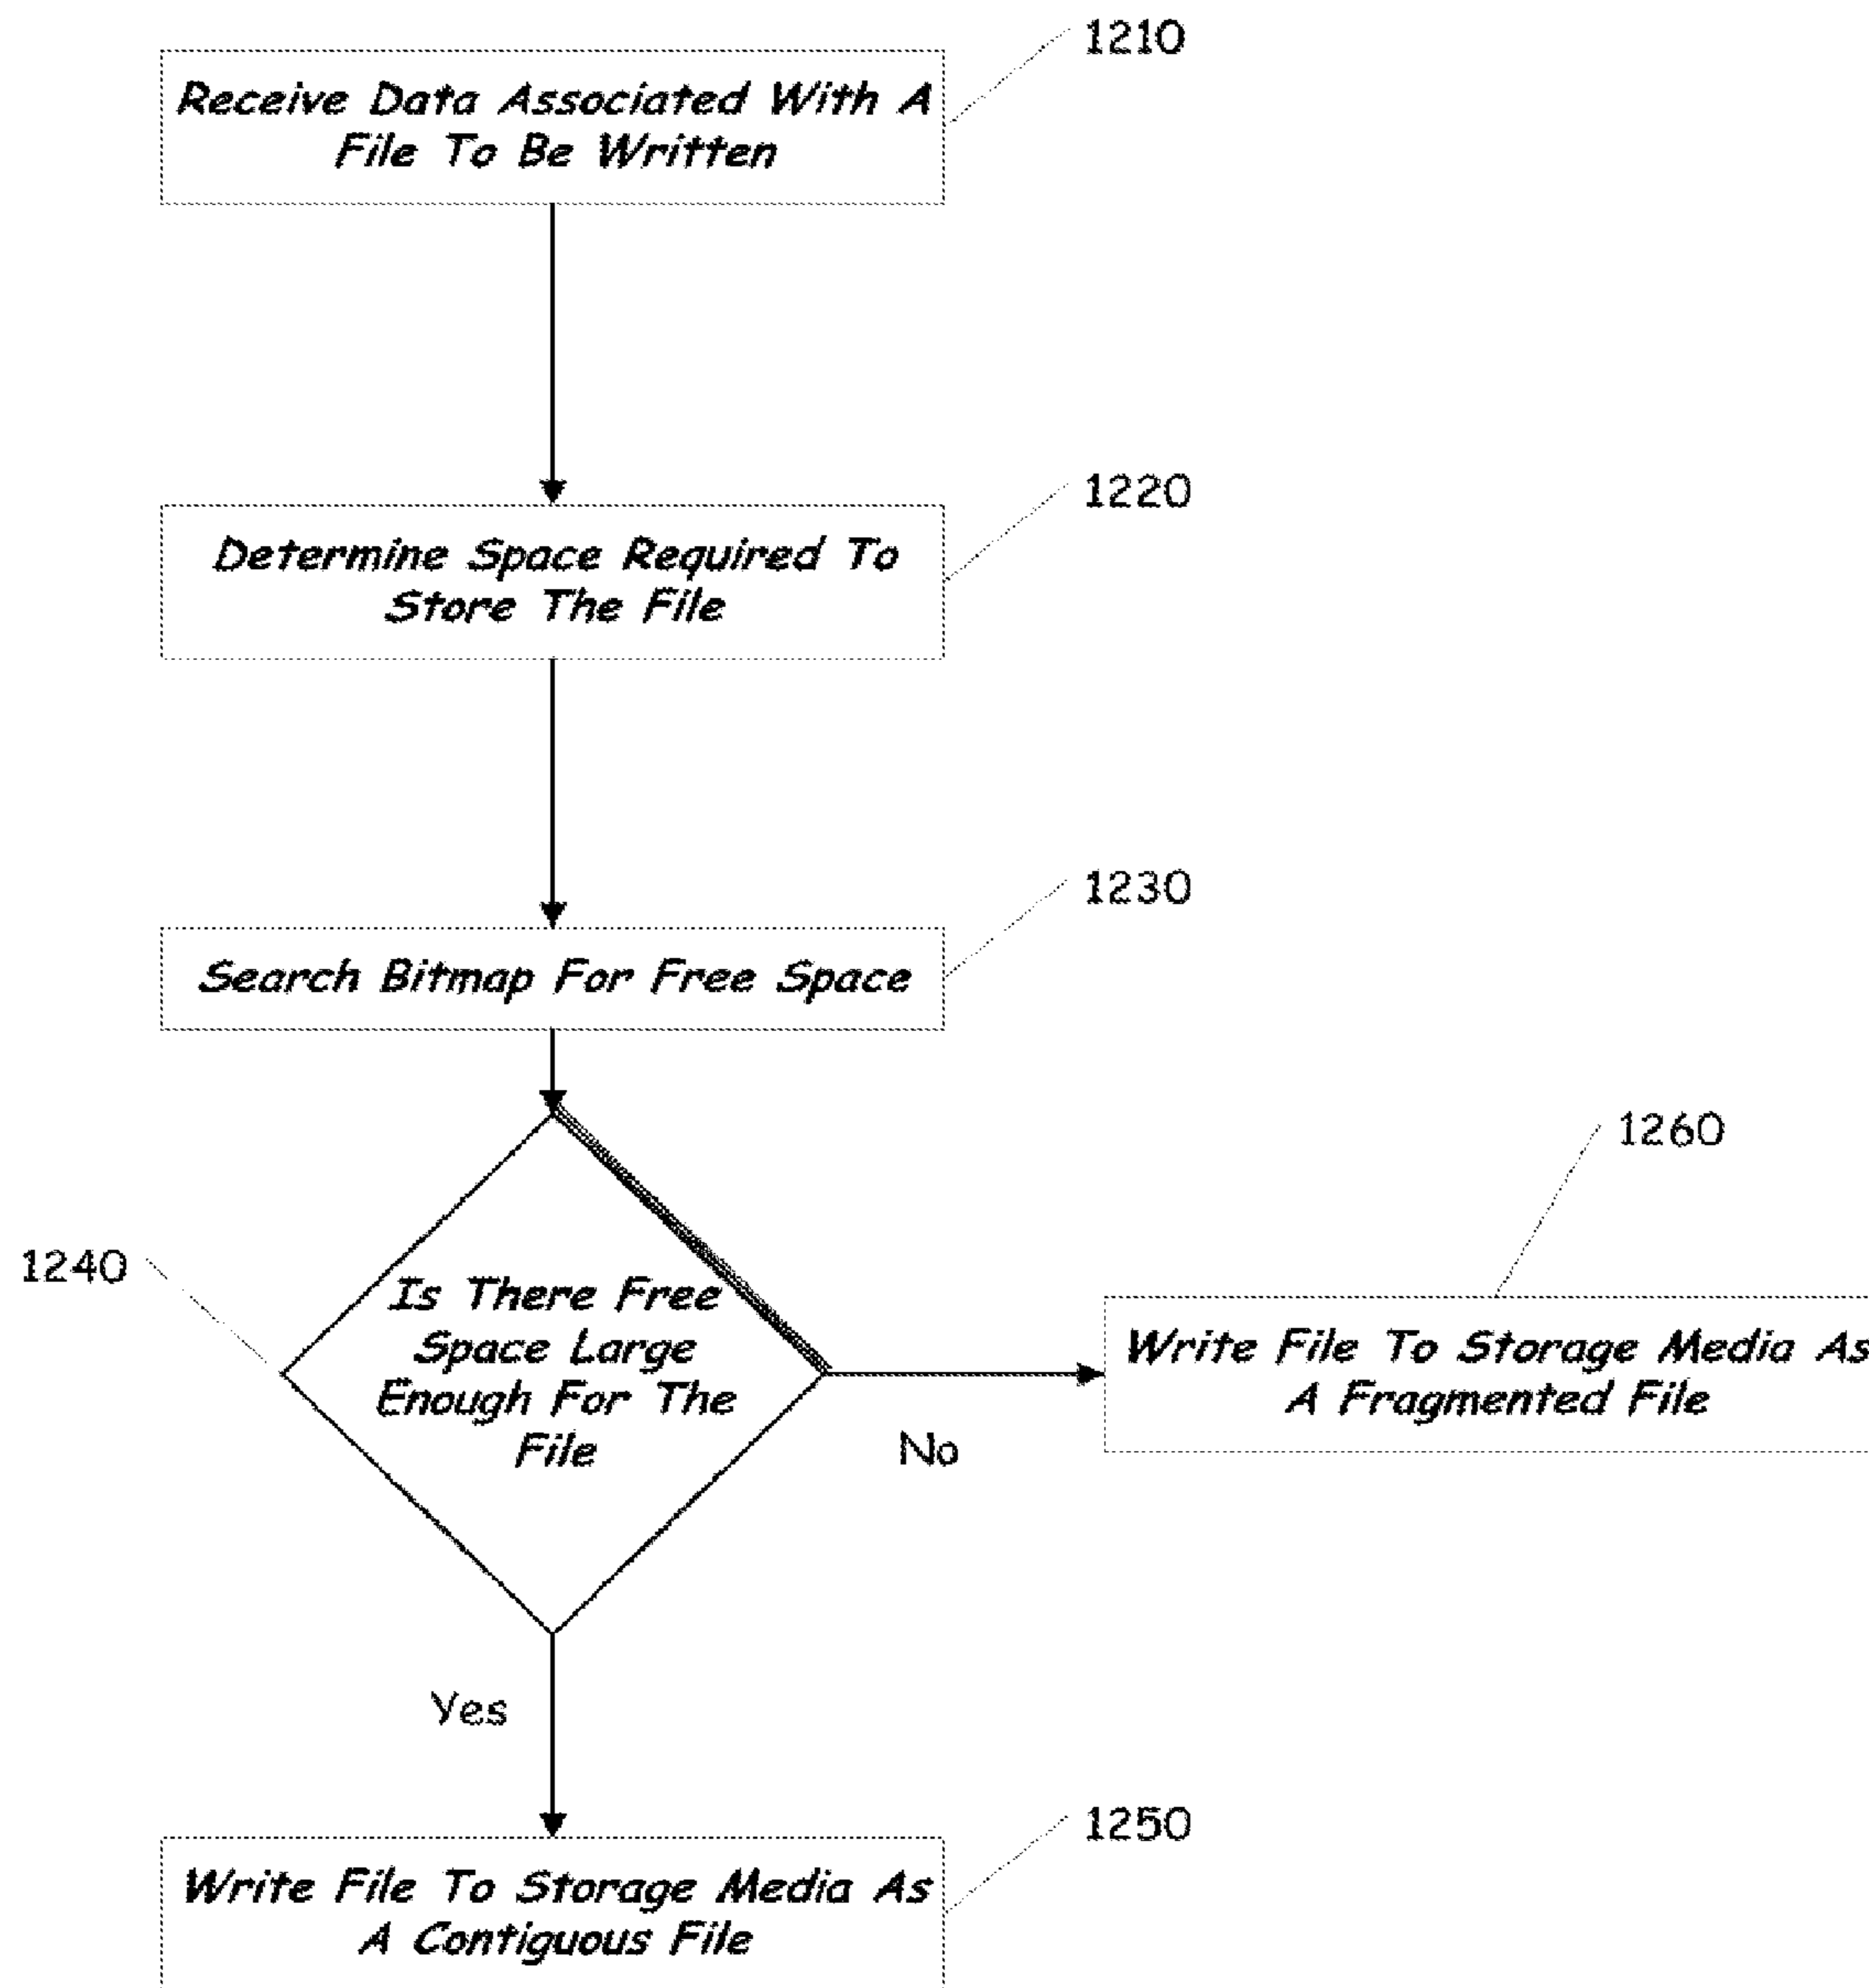 1210
Receive Data Associated With A
File To Be Written
1220
Determine Space Required To
Store The File
1230
Search Bitmap For Free Space
1240
Is There Free
Space Large
Enough For The
File
1260
Write File To Storage Media As
A Fragmented File
No
Yes
1250
Write File To Storage Media As
A Contiguous File